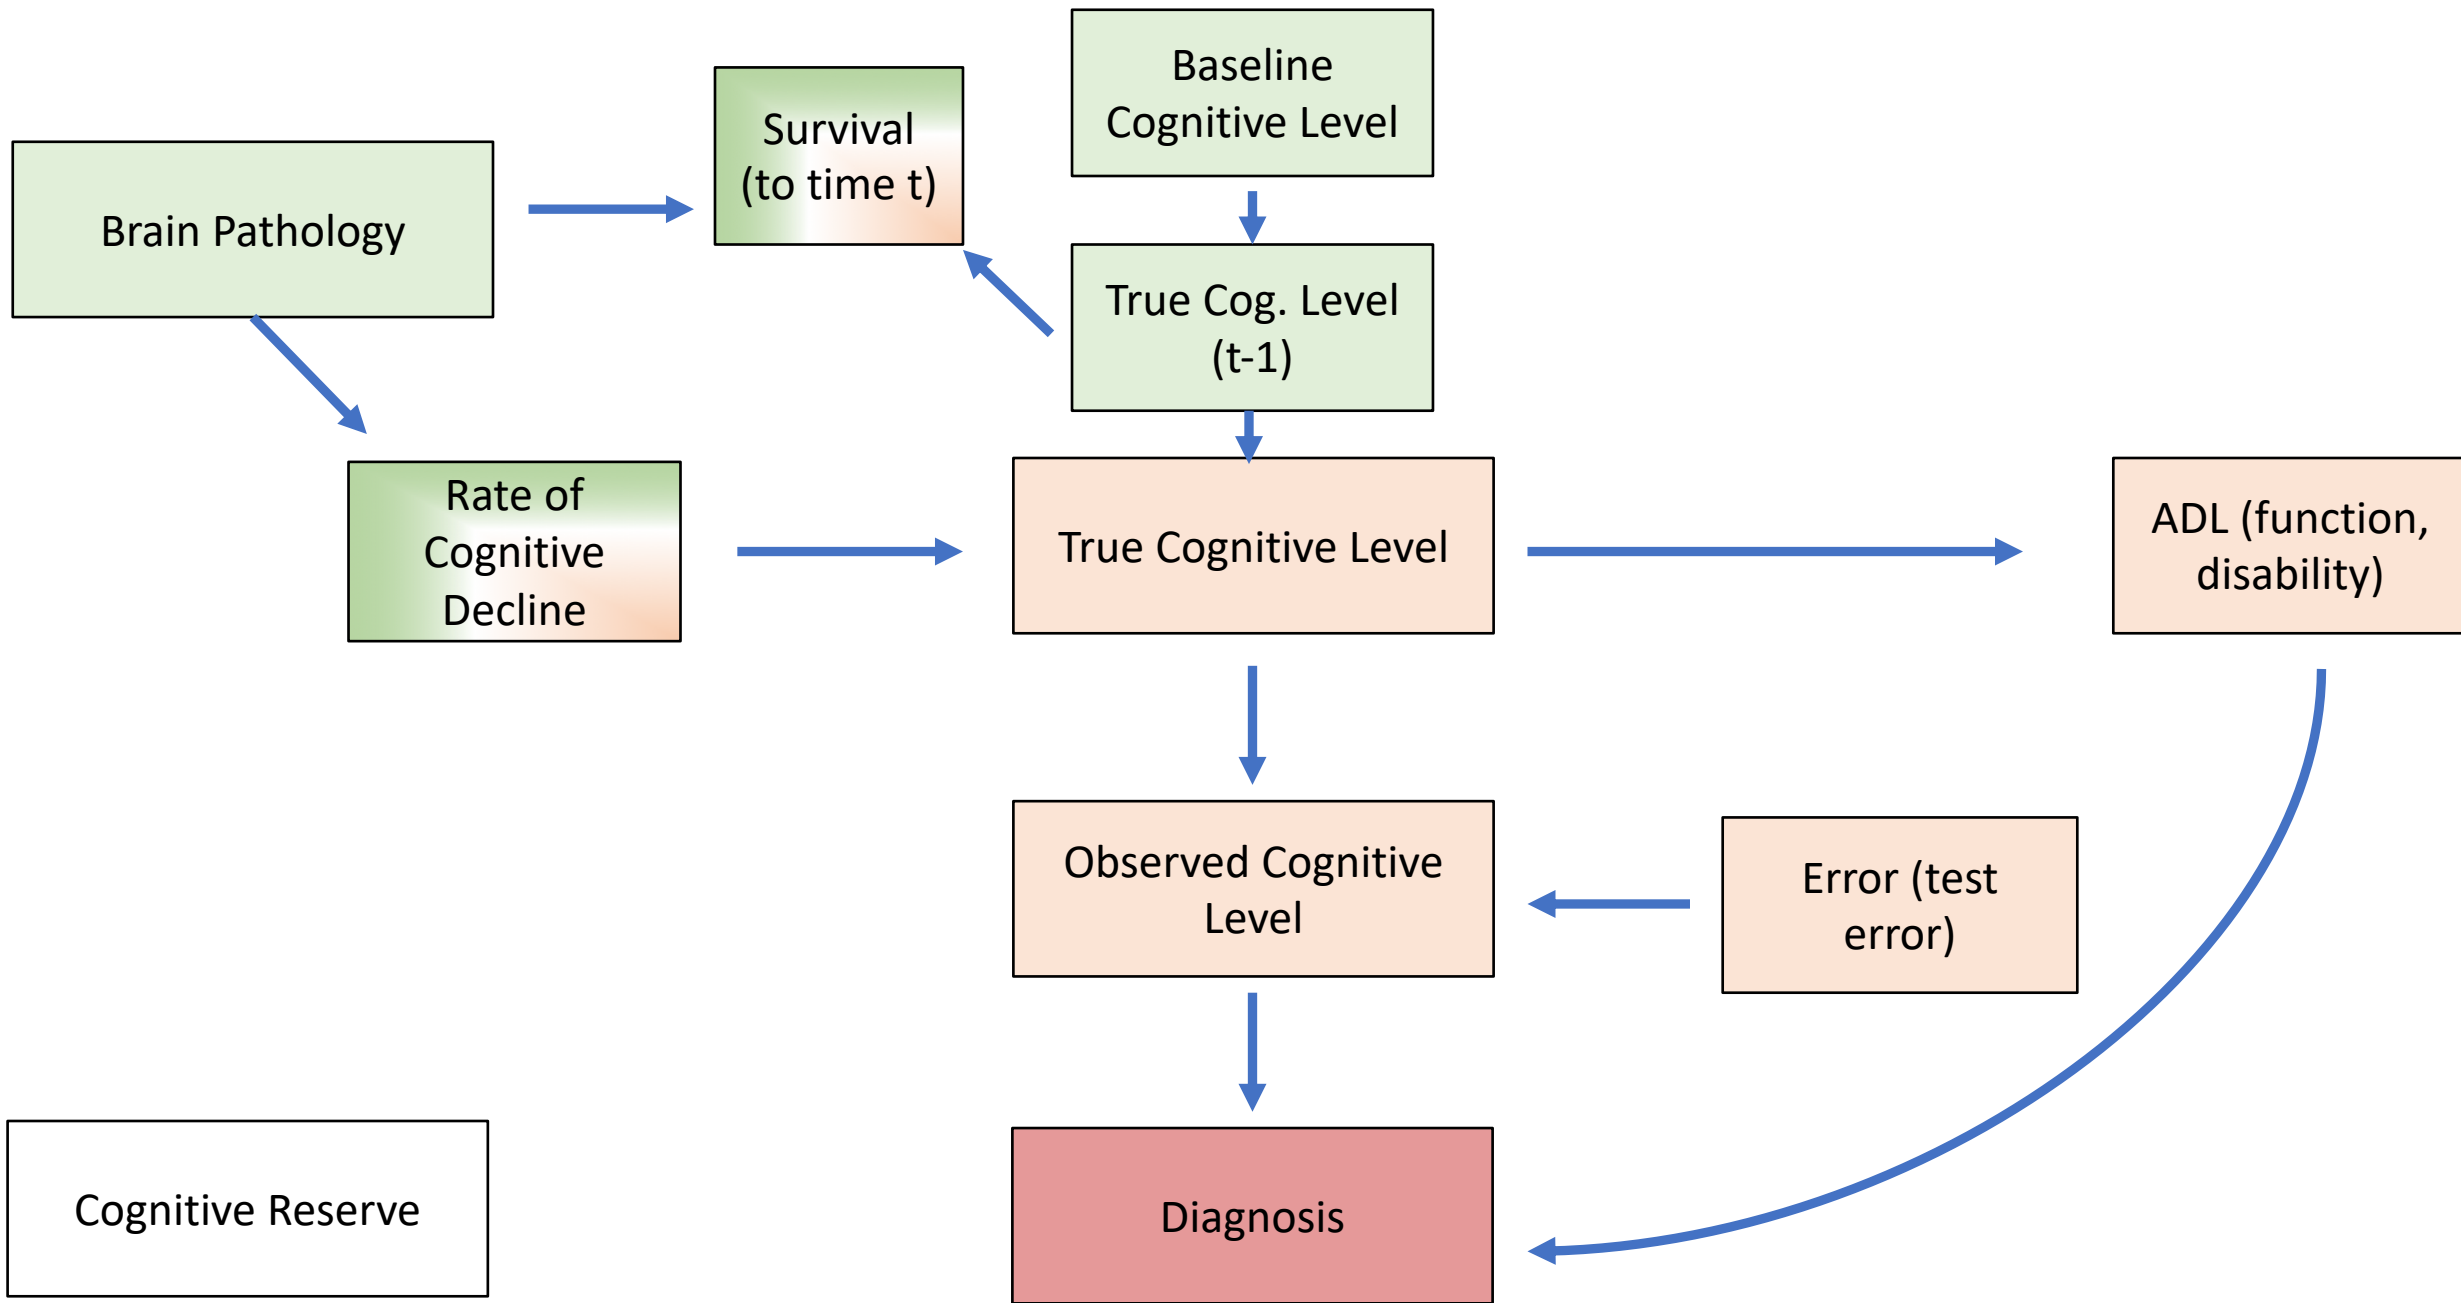 Baseline
Cognitive Level
Survival
(to time t)
Brain Pathology
True Cog. Level
(t-1)
Rate of
Cognitive
Decline
True Cognitive Level
ADL (function,
disability)
Observed Cognitive
Level
Error (test
error)
Cognitive Reserve
Diagnosis